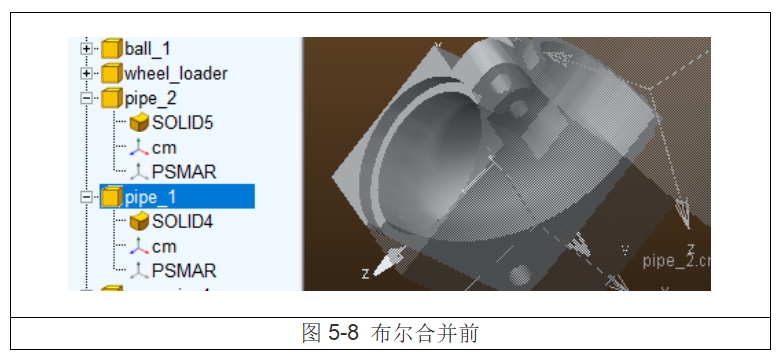 ball_1
wheel_loader
pipe_2
SOLID5
cm
PSMAR
pipe_1
SOLID4
cm
PSMAR
Y
Y
z
z
pipe_2.c
图 5-8 布尔合并前